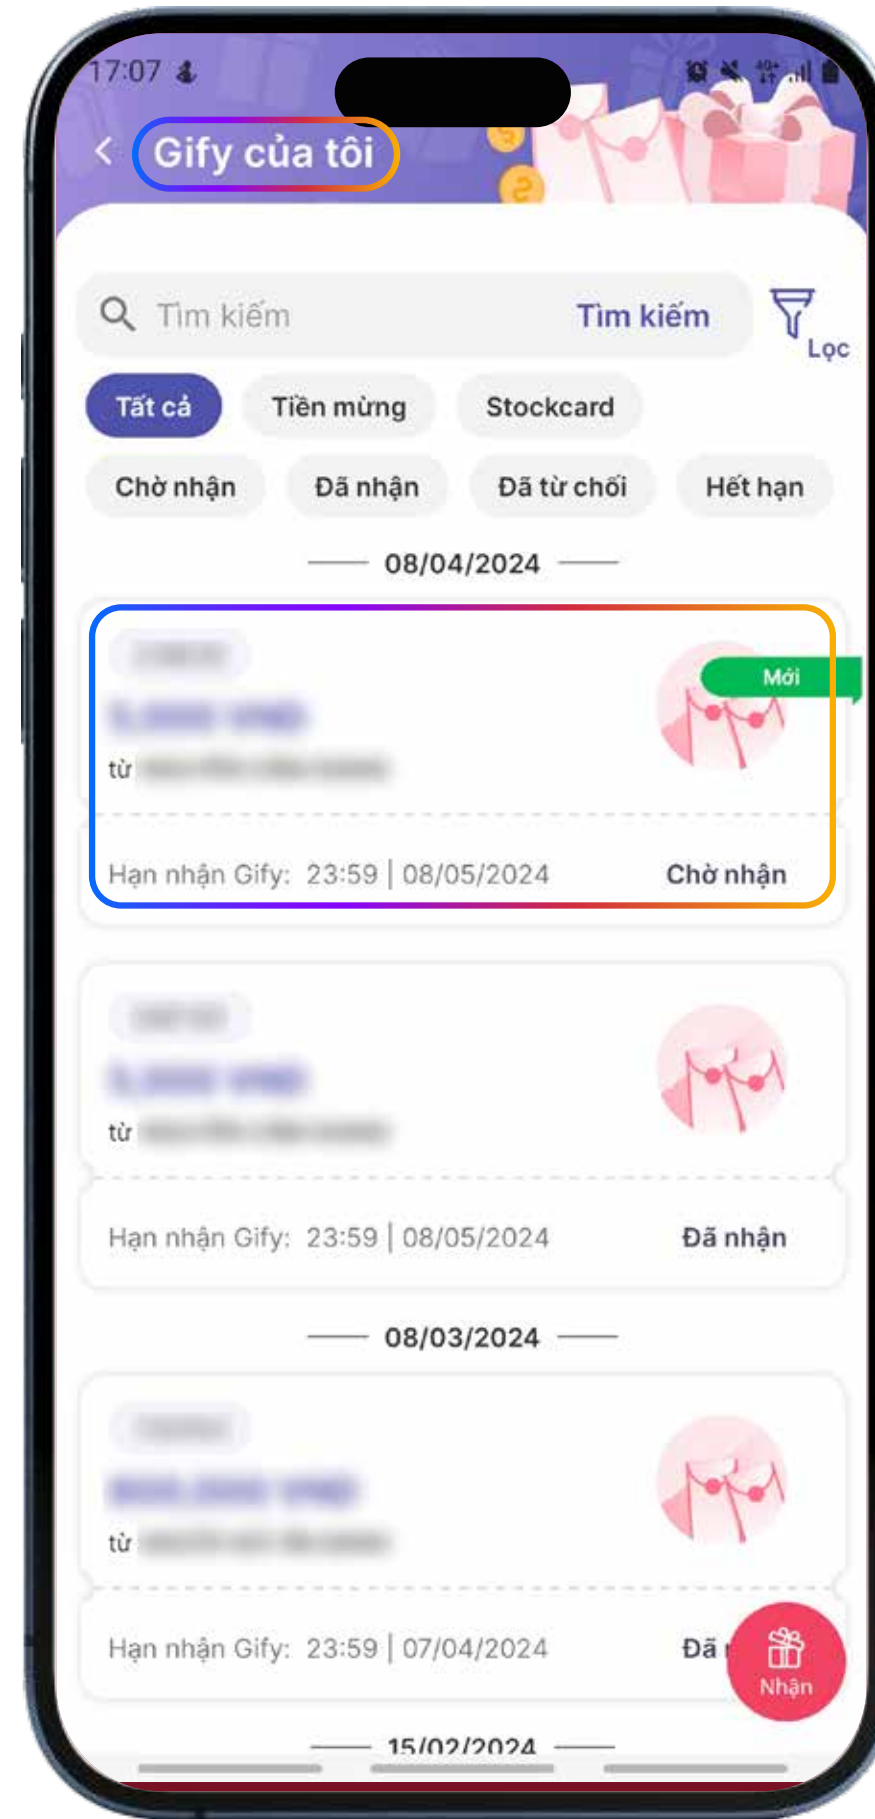 17:07
Gify của tôi
Tìm kiếm Tìm kiếm
Lọc
Tất cả Tiền mừng Stockcard
Chờ nhận Đã nhận Đã từ chối Hết hạn
08/04/2024
Mới
từ
Hạn nhận Gify: 23:59 | 08/05/2024 Chờ nhận
từ
Hạn nhận Gify: 23:59 | 08/05/2024 Đã nhận
08/03/2024
từ
Hạn nhận Gify: 23:59 | 07/04/2024 Đã
Nhận
15/02/2024